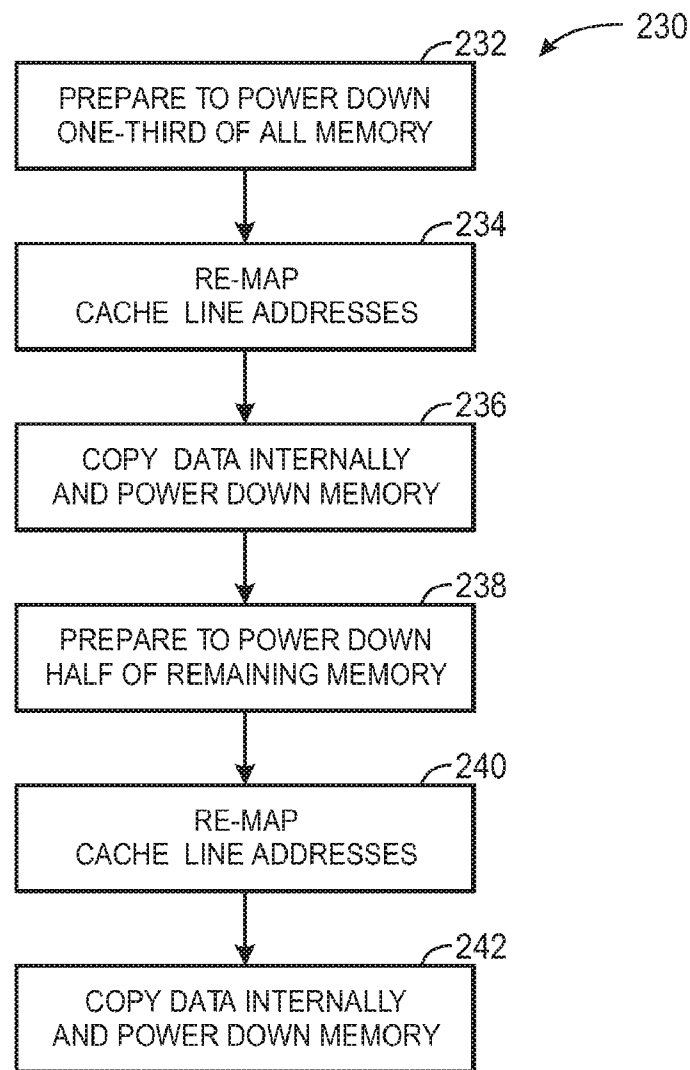 230
232
PREPARE TO POWER DOWN
ONE-THIRD OF ALL MEMORY
234
RE-MAP
CACHE LINE ADDRESSES
236
COPY DATA INTERNALLY
AND POWER DOWN MEMORY
238
PREPARE TO POWER DOWN
HALF OF REMAINING MEMORY
240
RE-MAP
CACHE LINE ADDRESSES
242
COPY DATA INTERNALLY
AND POWER DOWN MEMORY